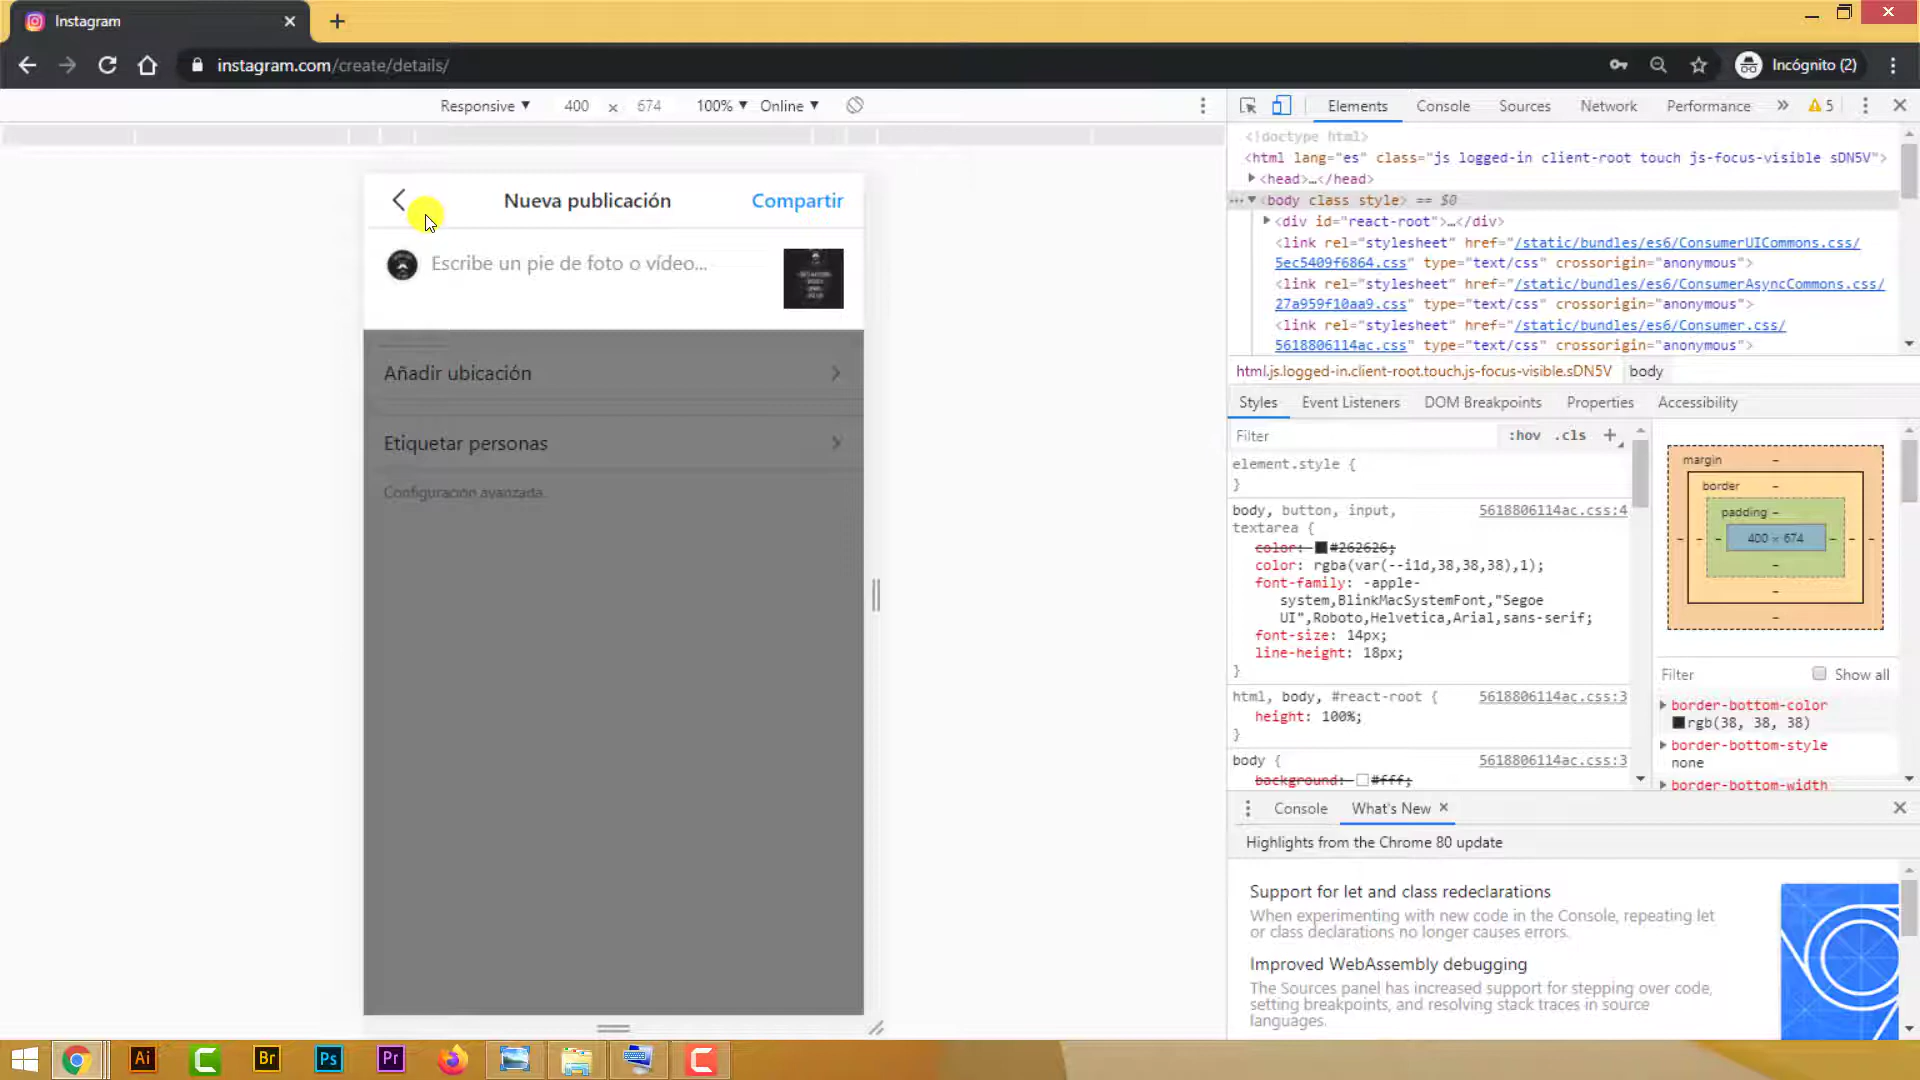 Instagram
instagram.com/create/details/
Incógnito (2)
Responsive ▼ 400 x 674 100% ▼ Online ▼
Elements Console Sources Network Performance » 5
<!doctype html>
<html lang="es" class="js logged-in client-root touch js-focus-visible sDN5V">
<head>…</head>
<body class style> == $0
<div id="react-root">…</div>
<link rel="stylesheet" href="/static/bundles/es6/ConsumerUICommons.css/
5ec5409f6864.css" type="text/css" crossorigin="anonymous">
<link rel="stylesheet" href="/static/bundles/es6/ConsumerAsyncCommons.css/
27a959f10aa9.css" type="text/css" crossorigin="anonymous">
<link rel="stylesheet" href="/static/bundles/es6/Consumer.css/
5618806114ac.css" type="text/css" crossorigin="anonymous">
html.js.logged-in.client-root.touch.js-focus-visible.sDN5V body
Nueva publicación
Compartir
Escribe un pie de foto o vídeo...
Añadir ubicación
Etiquetar personas
Configuración avanzada
Styles Event Listeners DOM Breakpoints Properties Accessibility
Filter :hov .cls +
element.style {
}
body, button, input, 5618806114ac.css:4
textarea {
color: #262626;
color: rgba(var(--i1d,38,38,38),1);
font-family: -apple-
system,BlinkMacSystemFont,"Segoe
UI",Roboto,Helvetica,Arial,sans-serif;
font-size: 14px;
line-height: 18px;
}
html, body, #react-root { 5618806114ac.css:3
height: 100%;
}
body { 5618806114ac.css:3
background: #fff;
margin –
border –
padding –
400 × 674
Filter Show all
border-bottom-color
rgb(38, 38, 38)
border-bottom-style
none
border-bottom-width
Console What's New ×
Highlights from the Chrome 80 update
Support for let and class redeclarations
When experimenting with new code in the Console, repeating let
or class declarations no longer causes errors.
Improved WebAssembly debugging
The Sources panel has increased support for stepping over code,
setting breakpoints, and resolving stack traces in source
languages.
Ai
Br
Ps
Pr